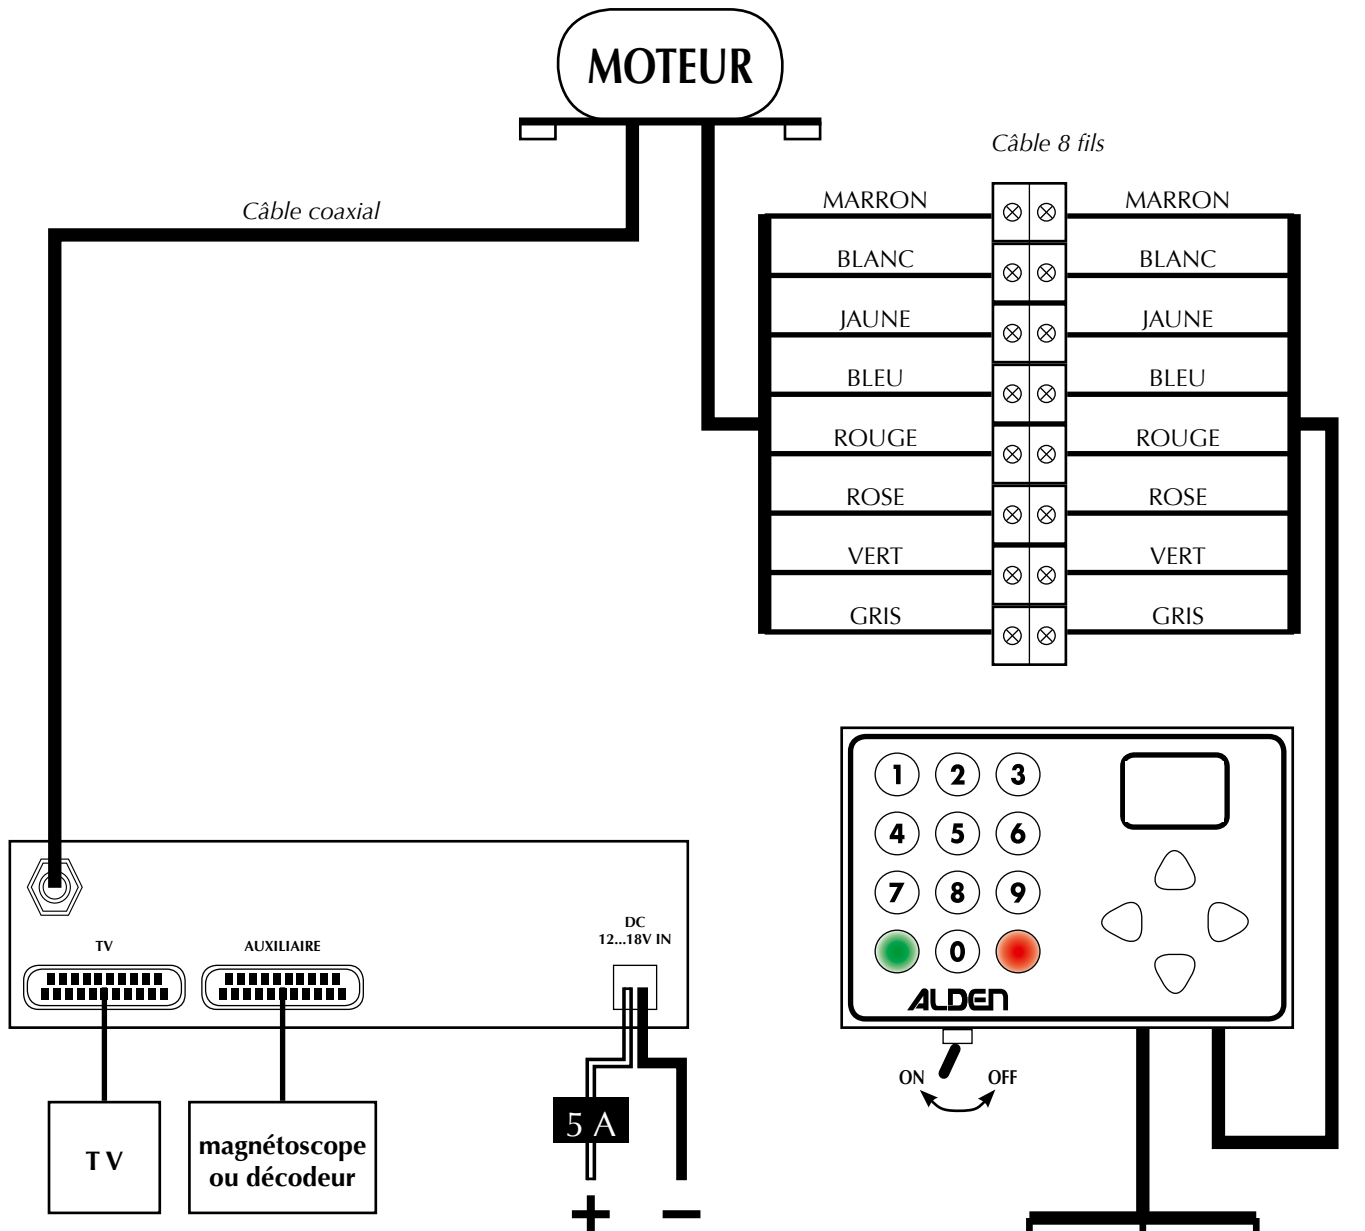 MOTEUR
Câble 8 fils
Câble coaxial
MARRON MARRON
BLANC BLANC
JAUNE JAUNE
BLEU BLEU
ROUGE ROUGE
ROSE ROSE
VERT VERT
GRIS GRIS
1 2 3
4 5 6
7 8 9
0
ALDEN
ON OFF
TV
AUXILIAIRE
DC
12...18V IN
5 A
+ −
T V
magnétoscope
ou décodeur